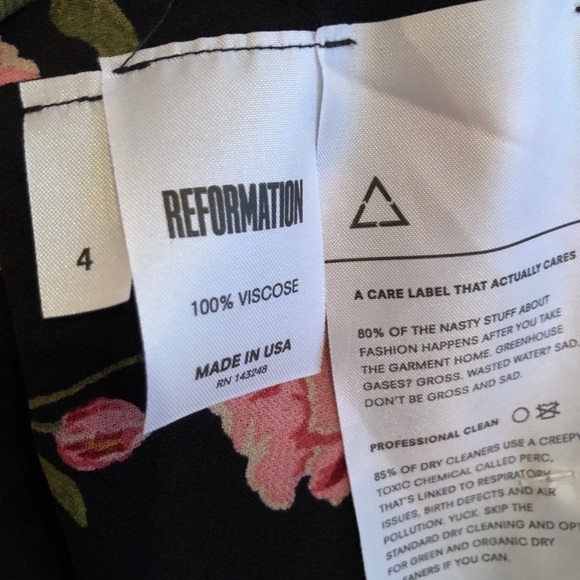 4
REFORMATION
100% VISCOSE
MADE IN USA
RN 143248
A CARE LABEL THAT ACTUALLY CARES
80% OF THE NASTY STUFF ABOUT
FASHION HAPPENS AFTER YOU TAKE
THE GARMENT HOME. GREENHOUSE
GASES? GROSS. WASTED WATER? SAD.
DON'T BE GROSS AND SAD.
PROFESSIONAL CLEAN
85% OF DRY CLEANERS USE A CREEPY
TOXIC CHEMICAL CALLED PERC,
THAT'S LINKED TO RESPIRATORY
ISSUES, BIRTH DEFECTS AND AIR
POLLUTION. YUCK. SKIP THE
STANDARD DRY CLEANING AND OPT
FOR GREEN AND ORGANIC DRY
CLEANERS IF YOU CAN.